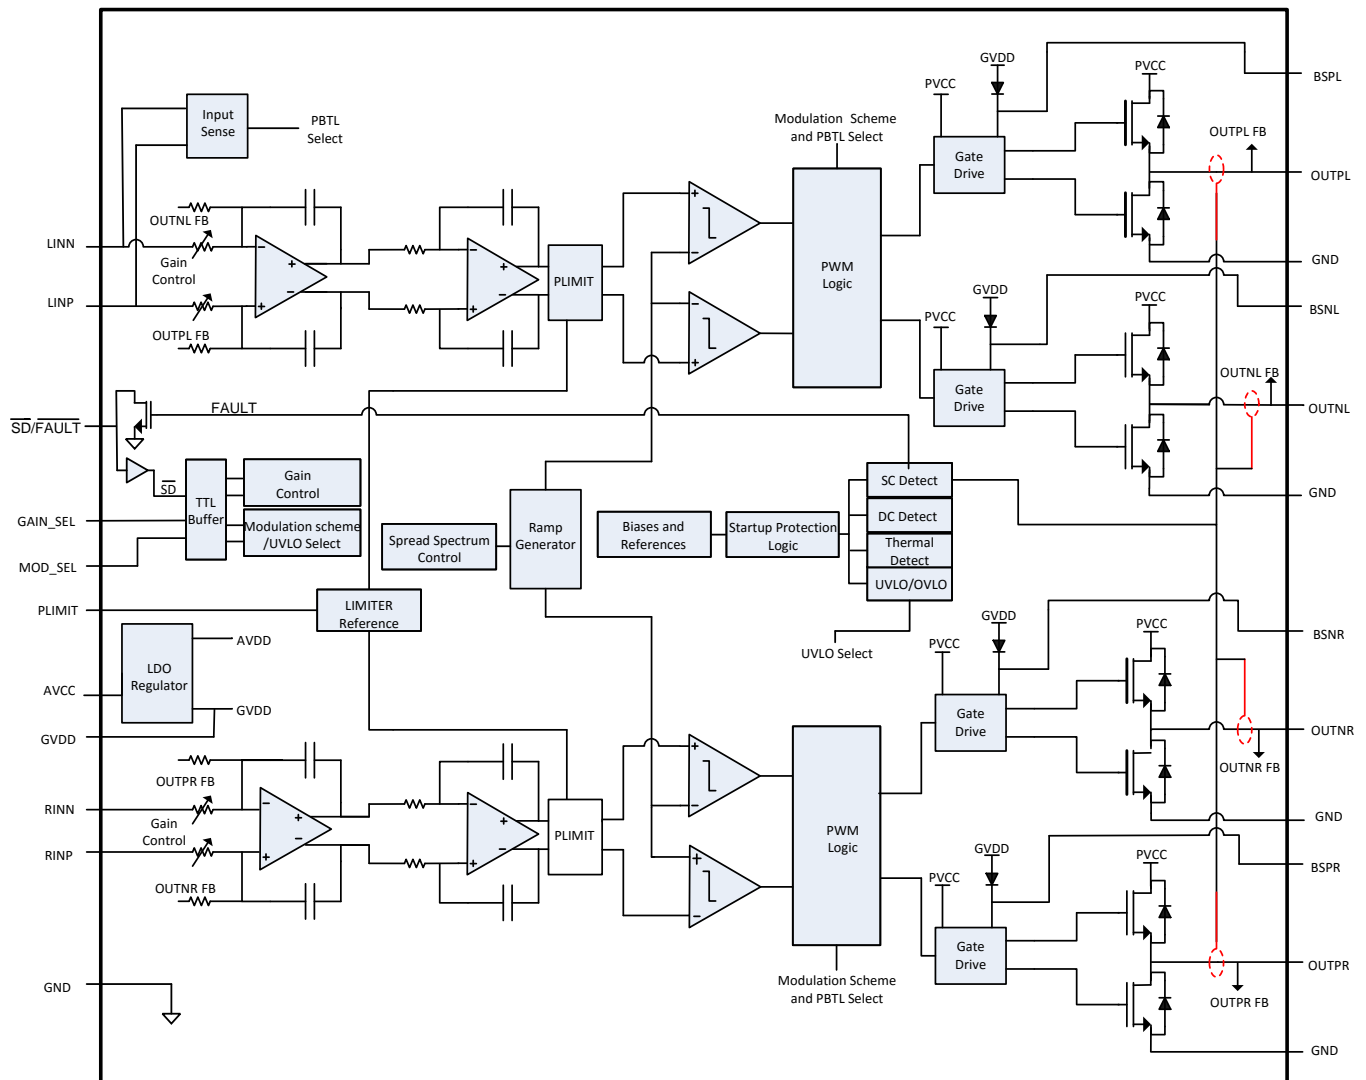 GVDD
PVCC
PVCC
BSPL
Input
Sense
PBTL
Select
Modulation Scheme
and PBTL Select
OUTPL FB
Gate
Drive
OUTPL
OUTNL FB
LINN
Gain
Control
PLIMIT
PWM
Logic
GND
LINP
OUTPL FB
GVDD
PVCC
PVCC
BSNL
OUTNL FB
Gate
Drive
OUTNL
SD/FAULT
FAULT
SD
TTL
Buffer
Gain
Control
GAIN_SEL
Modulation scheme
/UVLO Select
MOD_SEL
Spread Spectrum
Control
Ramp
Generator
Biases and
References
Startup Protection
Logic
SC Detect
DC Detect
Thermal
Detect
UVLO/OVLO
UVLO Select
GND
PLIMIT
LIMITER
Reference
LDO
Regulator
AVDD
AVCC
GVDD
GVDD
GVDD
PVCC
PVCC
BSNR
Gate
Drive
OUTNR
OUTNR FB
OUTPR FB
RINN
Gain
Control
RINP
OUTNR FB
PLIMIT
PWM
Logic
GND
GVDD
PVCC
PVCC
BSPR
Gate
Drive
OUTPR
OUTPR FB
Modulation Scheme
and PBTL Select
GND
GND